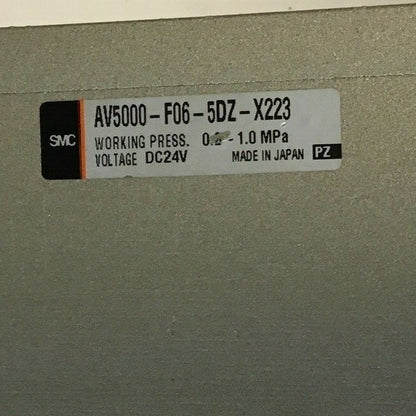 SMC
AV5000-F06-5DZ-X223
WORKING PRESS. - 1.0 MPa
VOLTAGE DC24V
MADE IN JAPAN PZ